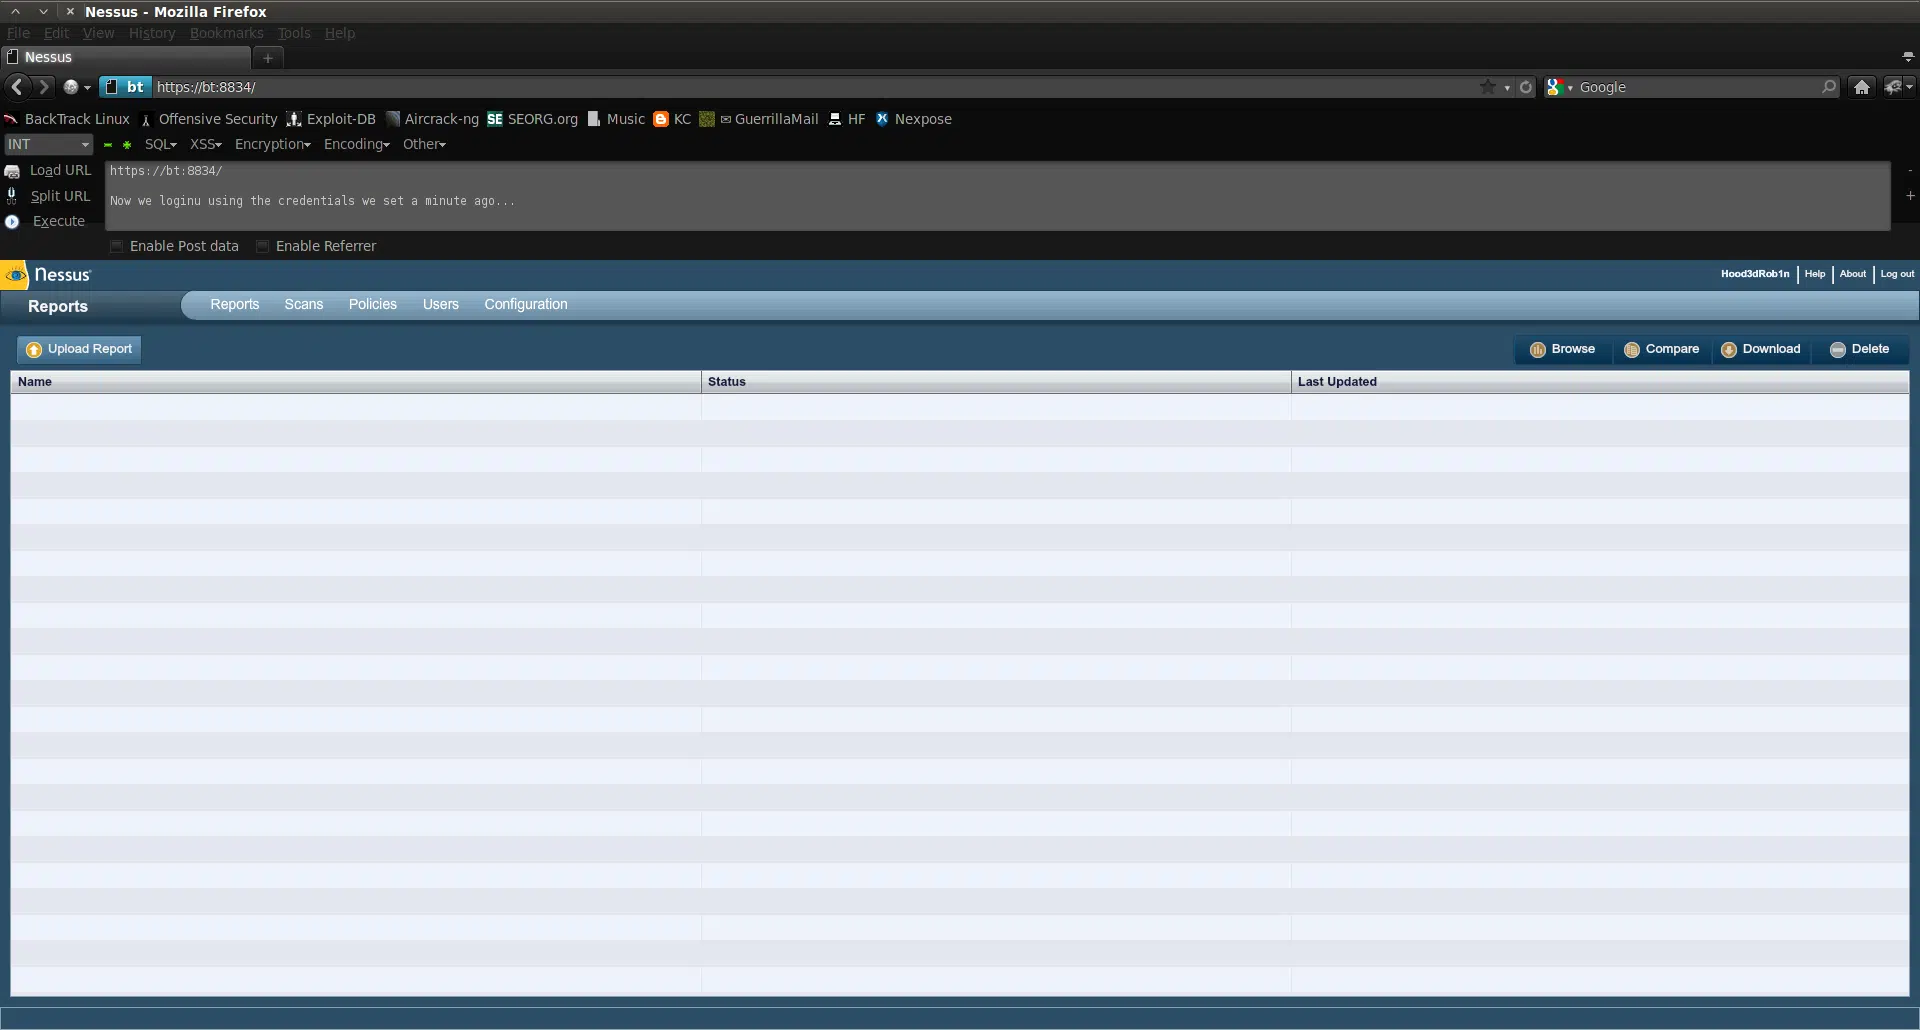 Nessus - Mozilla Firefox
File Edit View History Bookmarks Tools Help
Nessus
bt https://bt:8834/ Google
BackTrack Linux Offensive Security Exploit-DB Aircrack-ng SE SEORG.org Music KC GuerrillaMail HF Nexpose
INT SQL XSS Encryption Encoding Other
Load URL https://bt:8834/
Split URL Now we loginu using the credentials we set a minute ago...
Execute
Enable Post data Enable Referrer
Nessus Hood3dRob1n Help About Log out
Reports Reports Scans Policies Users Configuration
Upload Report Browse Compare Download Delete
Name Status Last Updated